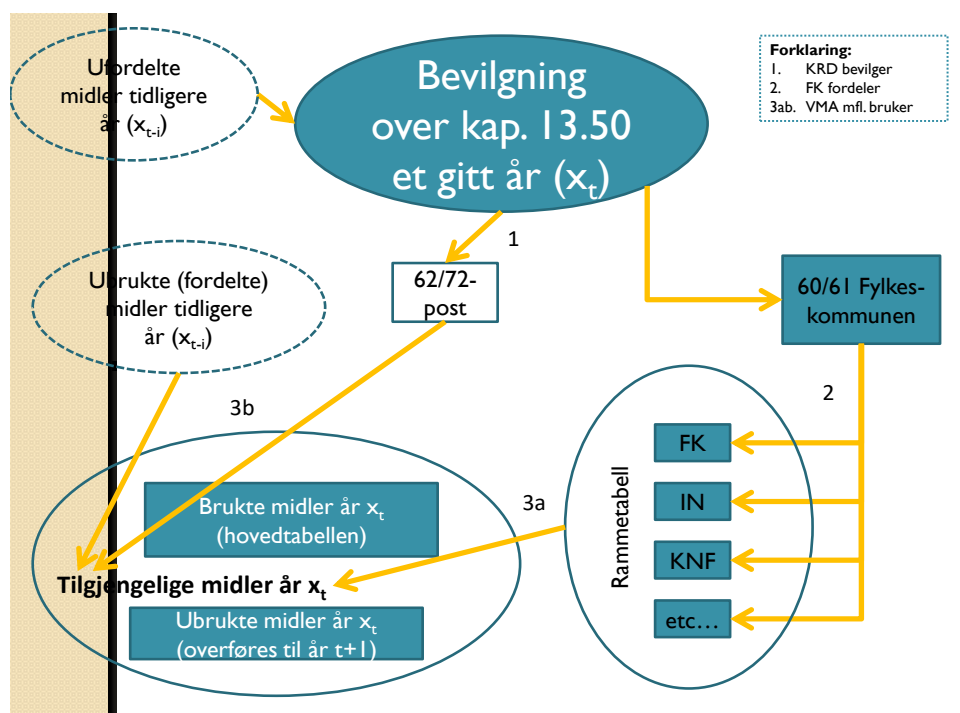 Ufordelte
midler tidligere
år (xt-i)
Bevilgning
over kap. 13.50
et gitt år (xt)
Forklaring:
1. KRD bevilger
2. FK fordeler
3ab. VMA mfl. bruker
1
Ubrukte (fordelte)
midler tidligere
år (xt-i)
62/72-
post
60/61 Fylkes-
kommunen
2
3b
3a
Rammetabell
FK
IN
KNF
etc…
Brukte midler år xt
(hovedtabellen)
Tilgjengelige midler år xt
Ubrukte midler år xt
(overføres til år t+1)